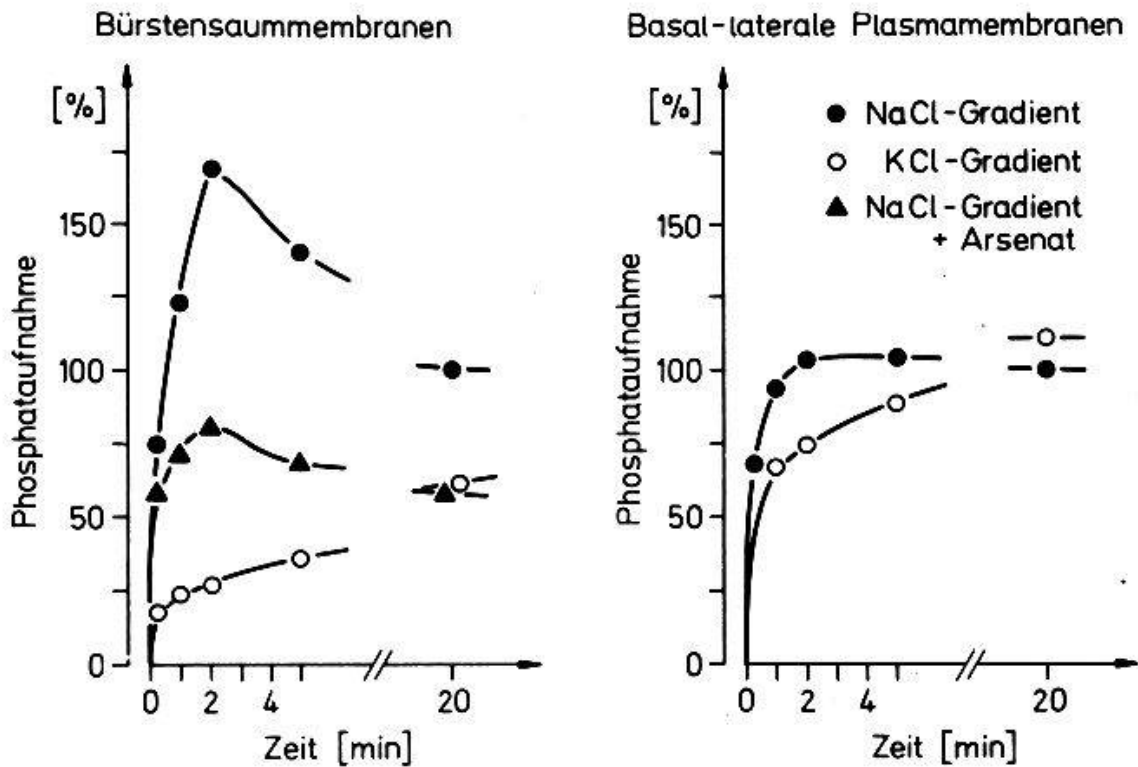 Bürstensaummembranen
[%]
150
100
50
0
Phosphataufnahme
0 2 4 20
Zeit [min]
Basal-laterale Plasmamembranen
[%]
NaCl-Gradient
KCl-Gradient
NaCl-Gradient
+ Arsenat
150
100
50
0
Phosphataufnahme
0 2 4 20
Zeit [min]